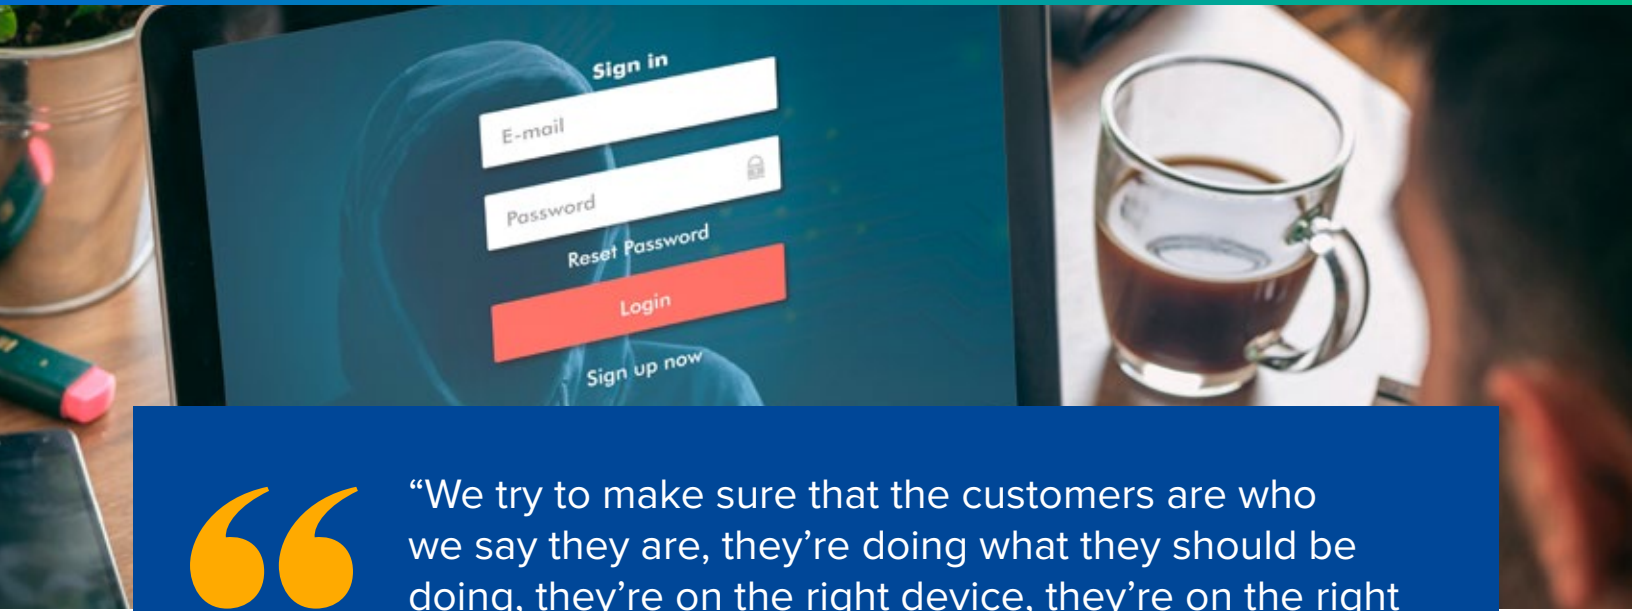 Sign in
E-mail
Password
Reset Password
Login
Sign up now
“We try to make sure that the customers are who
we say they are, they’re doing what they should be
doing, they’re on the right device, they’re on the right